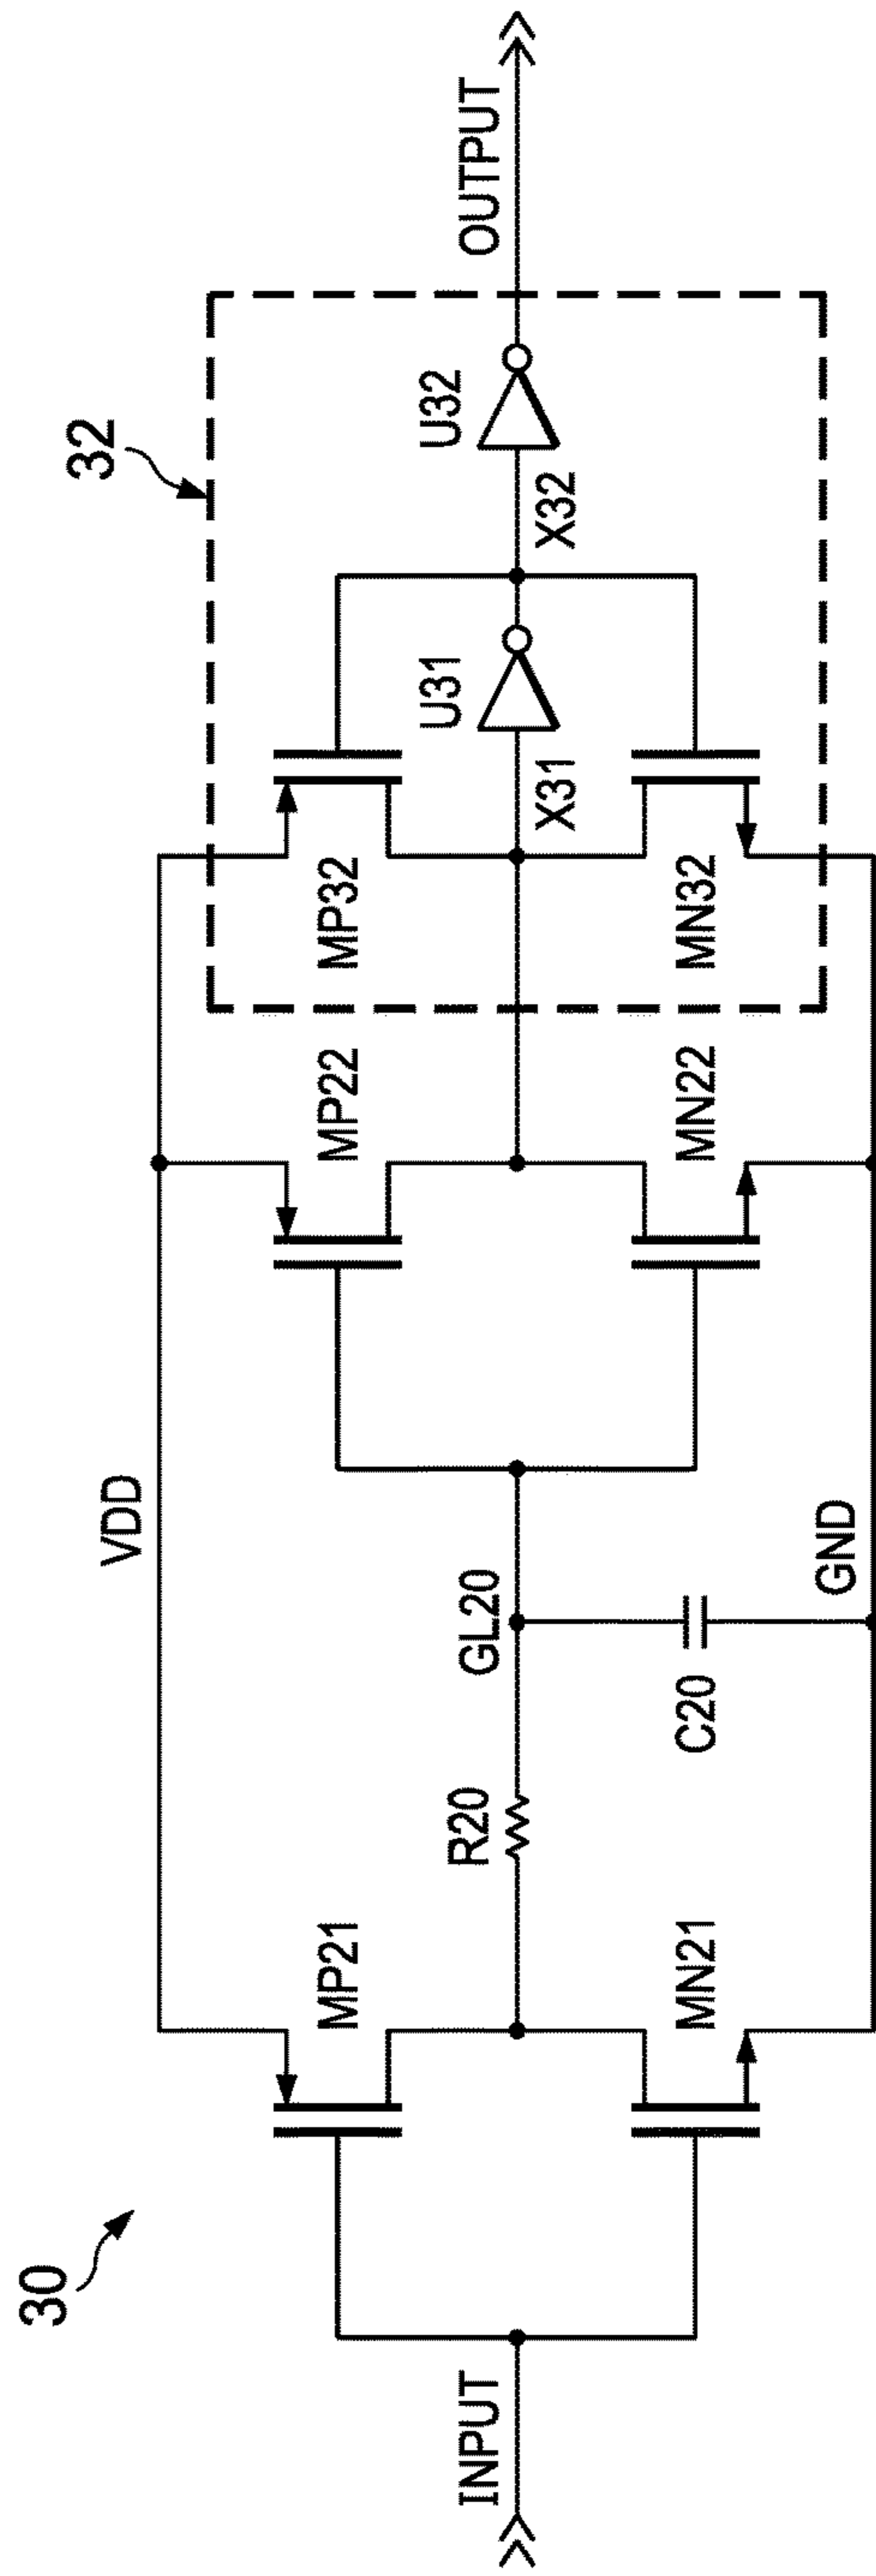 30
VDD
32
INPUT
MP21
MN21
R20
GL20
C20
GND
MP22
MN22
MP32
MN32
X31
U31
X32
U32
OUTPUT